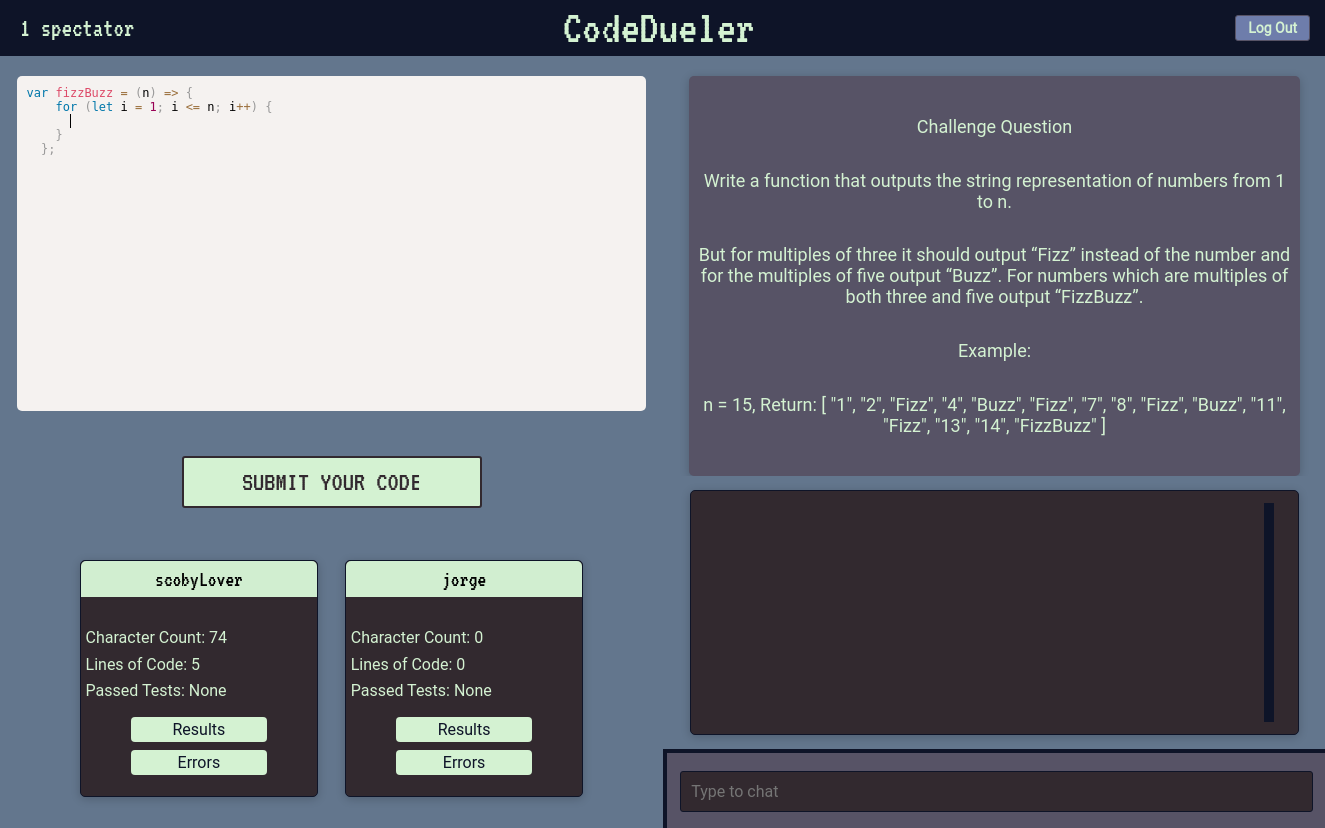 1 spectator
CodeDueler
Log Out
var fizzBuzz = (n) => {
    for (let i = 1; i <= n; i++) {
    }
  };
Challenge Question
Write a function that outputs the string representation of numbers from 1
to n.
But for multiples of three it should output “Fizz” instead of the number and
for the multiples of five output “Buzz”. For numbers which are multiples of
both three and five output “FizzBuzz”.
Example:
n = 15, Return: [ "1", "2", "Fizz", "4", "Buzz", "Fizz", "7", "8", "Fizz", "Buzz", "11",
"Fizz", "13", "14", "FizzBuzz" ]
SUBMIT YOUR CODE
scobyLover
Character Count: 74
Lines of Code: 5
Passed Tests: None
Results
Errors
jorge
Character Count: 0
Lines of Code: 0
Passed Tests: None
Results
Errors
Type to chat